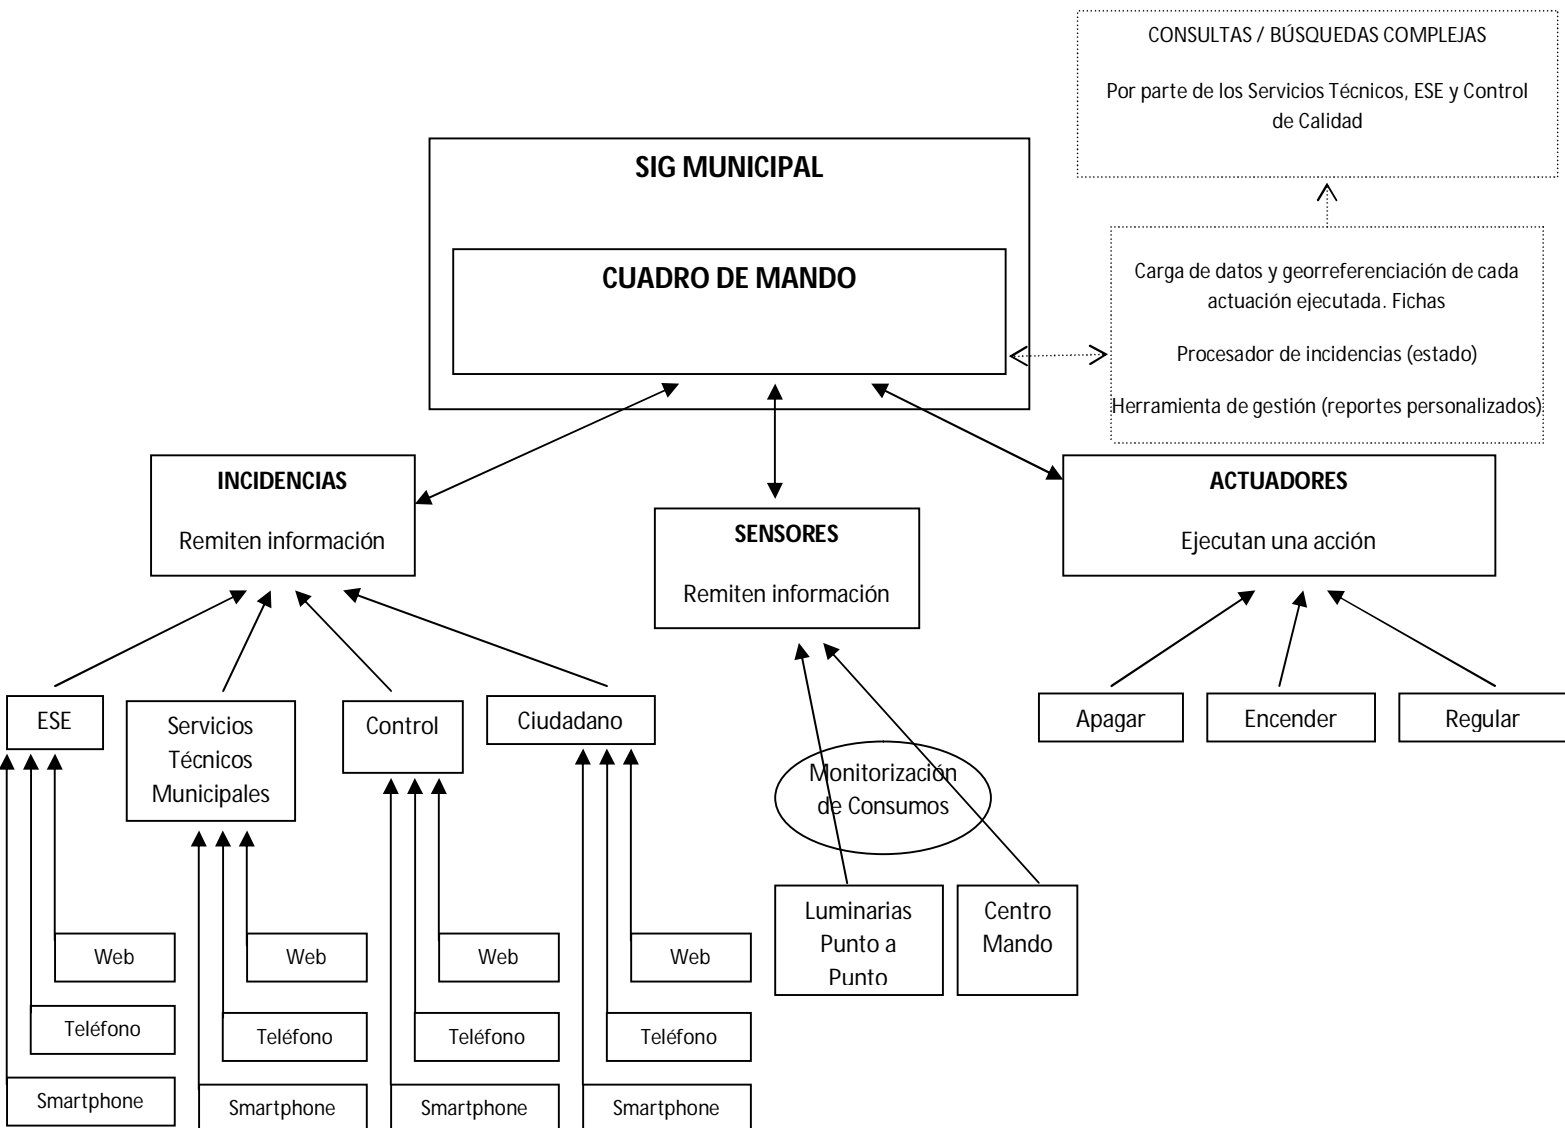 CONSULTAS / BÚSQUEDAS COMPLEJAS
Por parte de los Servicios Técnicos, ESE y Control
de Calidad
SIG MUNICIPAL
CUADRO DE MANDO
Carga de datos y georreferenciación de cada
actuación ejecutada. Fichas
Procesador de incidencias (estado)
Herramienta de gestión (reportes personalizados)
INCIDENCIAS
Remiten información
SENSORES
Remiten información
ACTUADORES
Ejecutan una acción
ESE
Servicios
Técnicos
Municipales
Control
Ciudadano
Apagar
Encender
Regular
Monitorización
de Consumos
Luminarias
Punto a
Punto
Centro
Mando
Web
Web
Web
Web
Teléfono
Teléfono
Teléfono
Teléfono
Smartphone
Smartphone
Smartphone
Smartphone